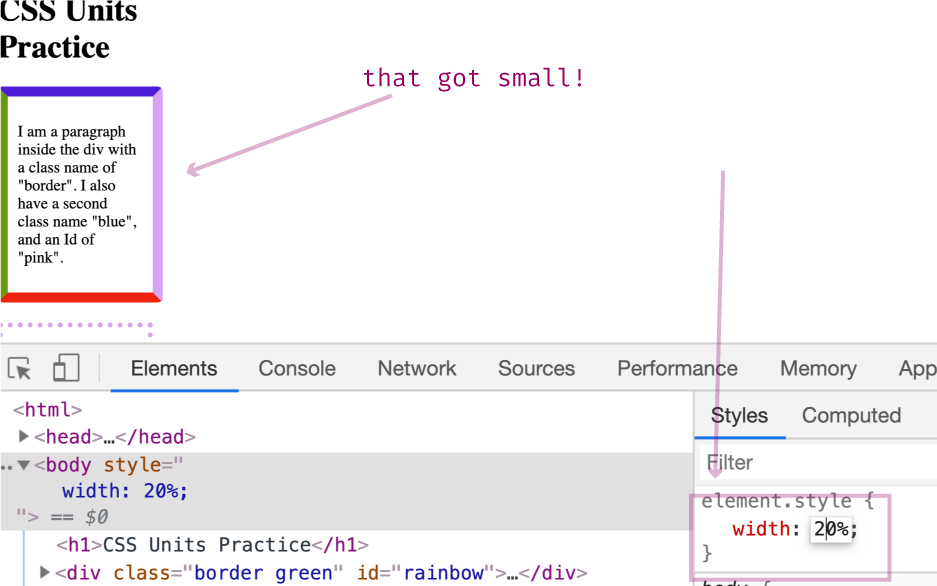 CSS Units
Practice
that got small!
I am a paragraph
inside the div with
a class name of
"border". I also
have a second
class name "blue",
and an Id of
"pink".
Elements Console Network Sources Performance Memory App
<html>
<head>…</head>
<body style="
width: 20%;
"> == $0
<h1>CSS Units Practice</h1>
<div class="border green" id="rainbow">…</div>
Styles Computed
Filter
element.style {
width: 20%;
}
body {